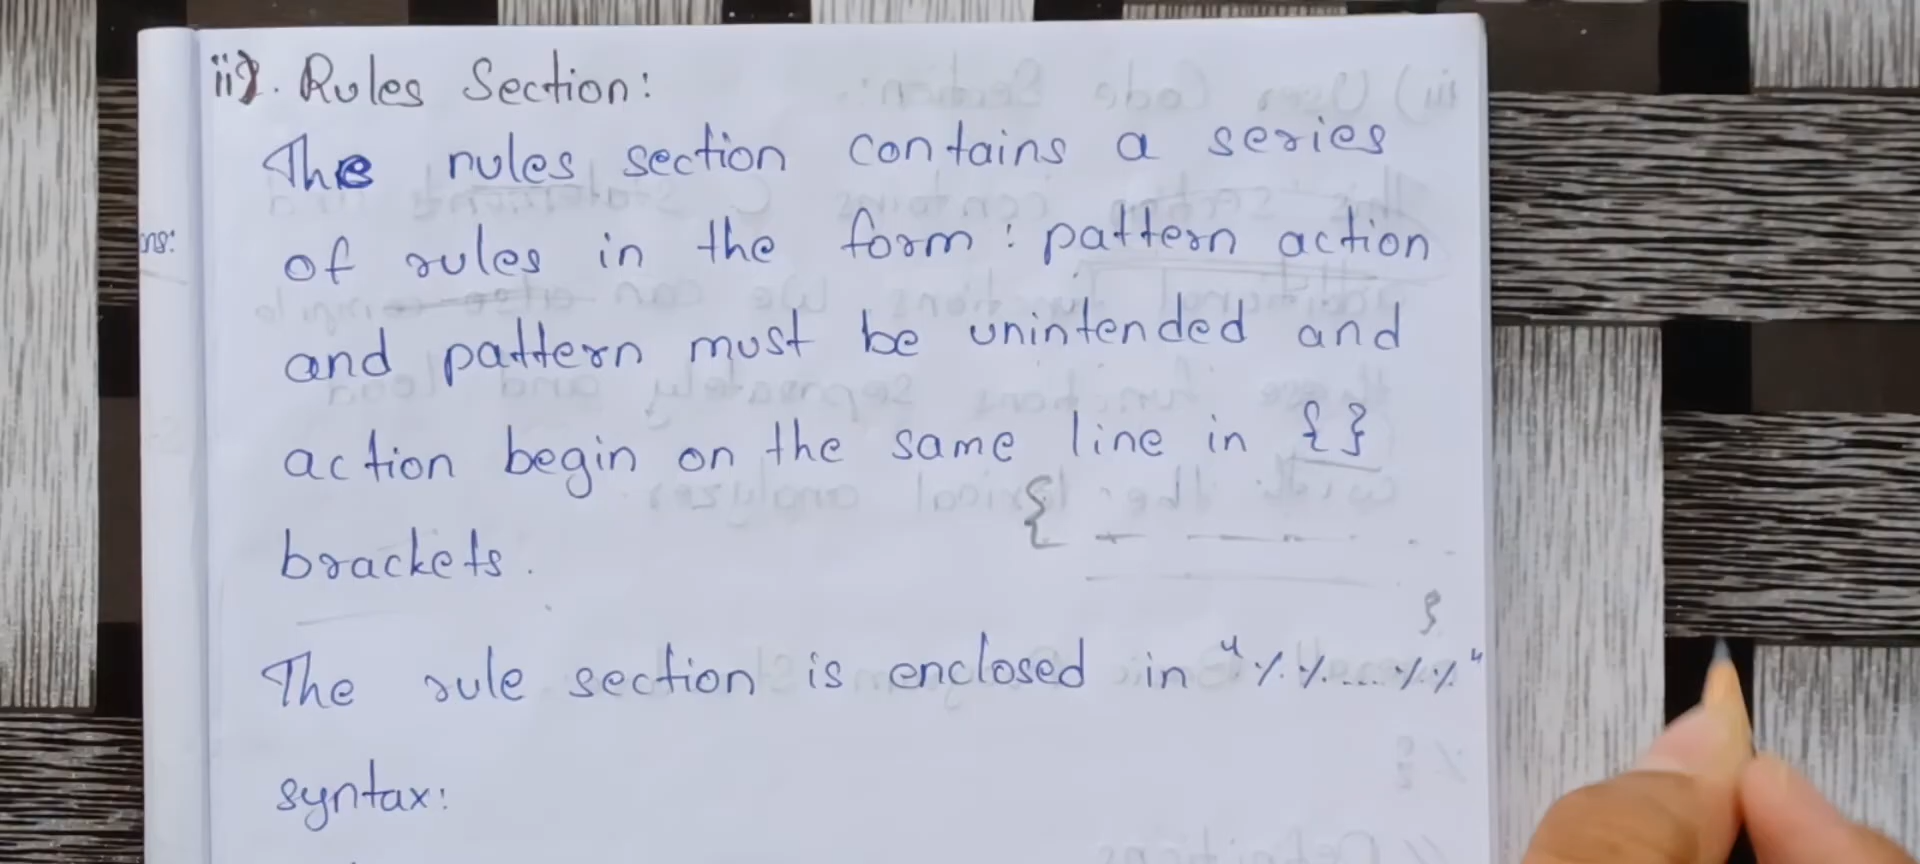 ii). Rules Section:
The rules section contains a series
ns:
of rules in the form: pattern action
and pattern must be unintended and
action begin on the same line in {}
{
brackets.
}
The rule section is enclosed in "%%...%%"
syntax: